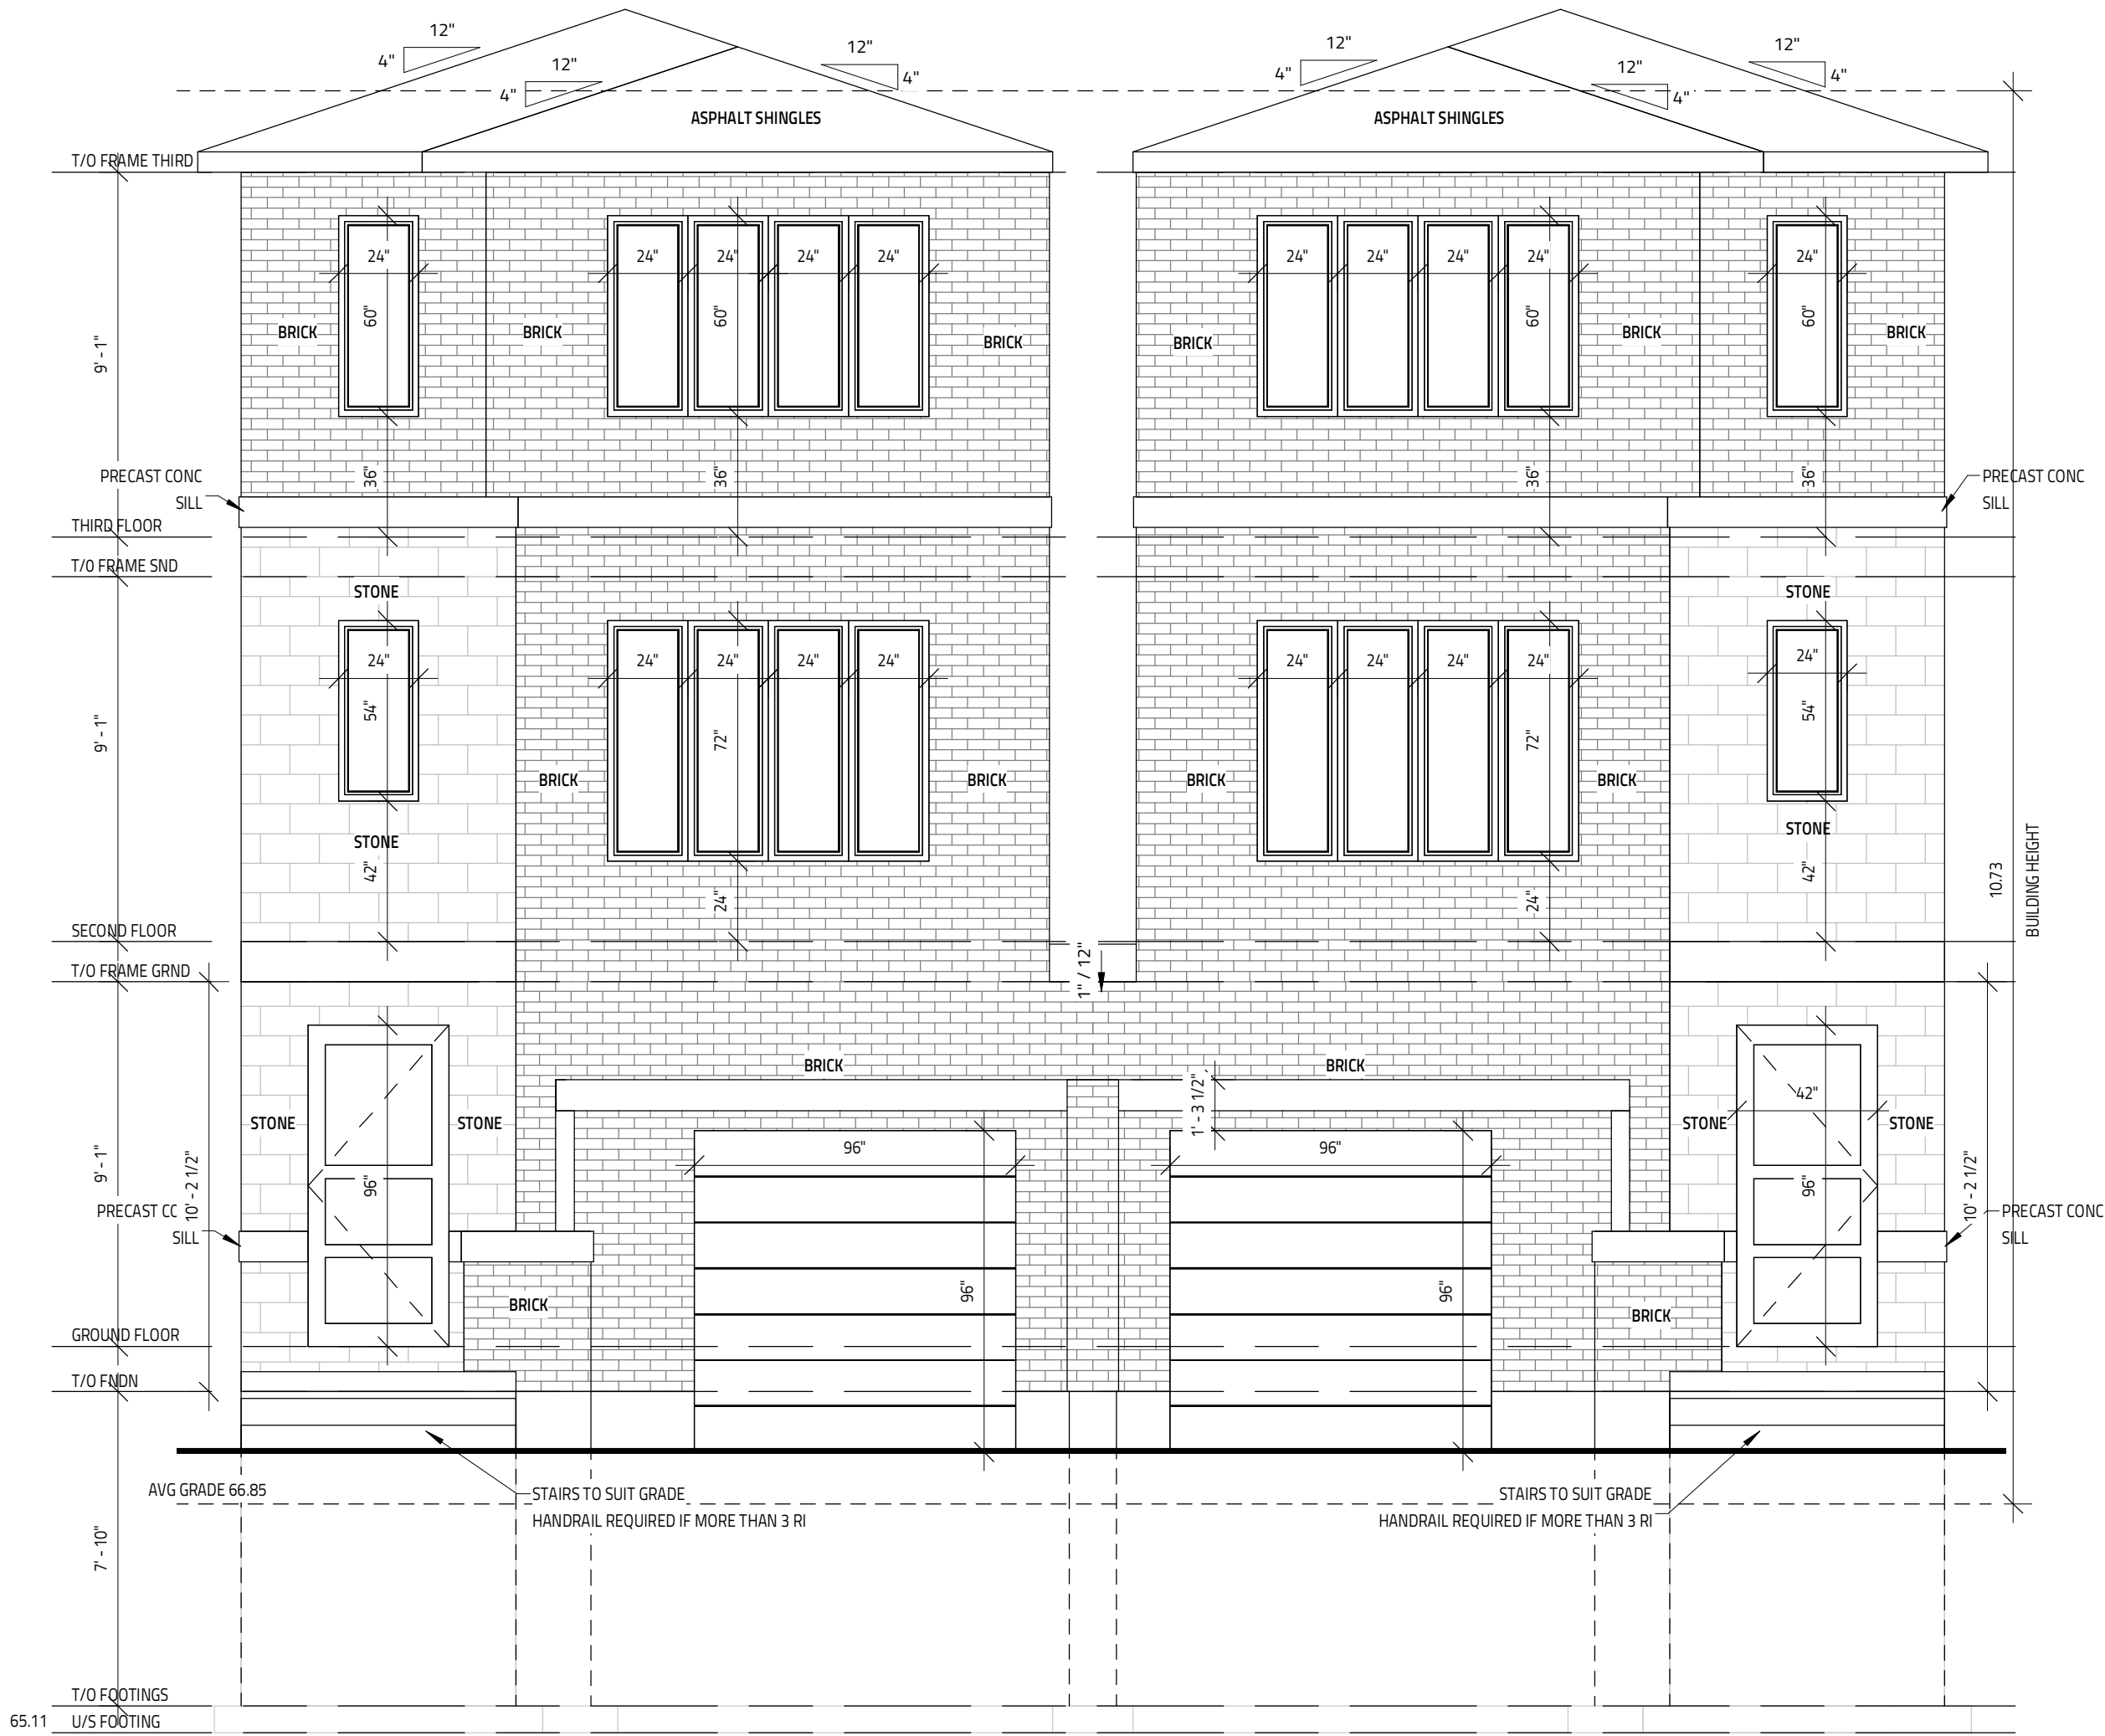 12"
4"
12"
4"
12"
4"
12"
4"
12"
4"
12"
4"
ASPHALT SHINGLES
ASPHALT SHINGLES
T/O FRAME THIRD
24"
24"
24"
24"
24"
24"
24"
24"
24"
24"
60"
60"
60"
60"
BRICK
BRICK
BRICK
BRICK
BRICK
BRICK
9' - 1"
36"
36"
36"
36"
PRECAST CONC
SILL
PRECAST CONC
SILL
THIRD FLOOR
T/O FRAME SND
STONE
STONE
24"
24"
24"
24"
24"
24"
24"
24"
24"
24"
54"
72"
72"
54"
9' - 1"
BRICK
BRICK
BRICK
BRICK
STONE
STONE
42"
24"
24"
42"
10.73
BUILDING HEIGHT
SECOND FLOOR
T/O FRAME GRND
1" / 12"
BRICK
BRICK
1' - 3 1/2"
42"
STONE
STONE
STONE
STONE
96"
96"
9' - 1"
10' - 2 1/2"
96"
96"
10' - 2 1/2"
PRECAST CC
SILL
PRECAST CONC
SILL
96"
96"
BRICK
BRICK
GROUND FLOOR
T/O FNDN
AVG GRADE 66.85
STAIRS TO SUIT GRADE
HANDRAIL REQUIRED IF MORE THAN 3 RI
STAIRS TO SUIT GRADE
HANDRAIL REQUIRED IF MORE THAN 3 RI
7' - 10"
T/O FOOTINGS
65.11
U/S FOOTING